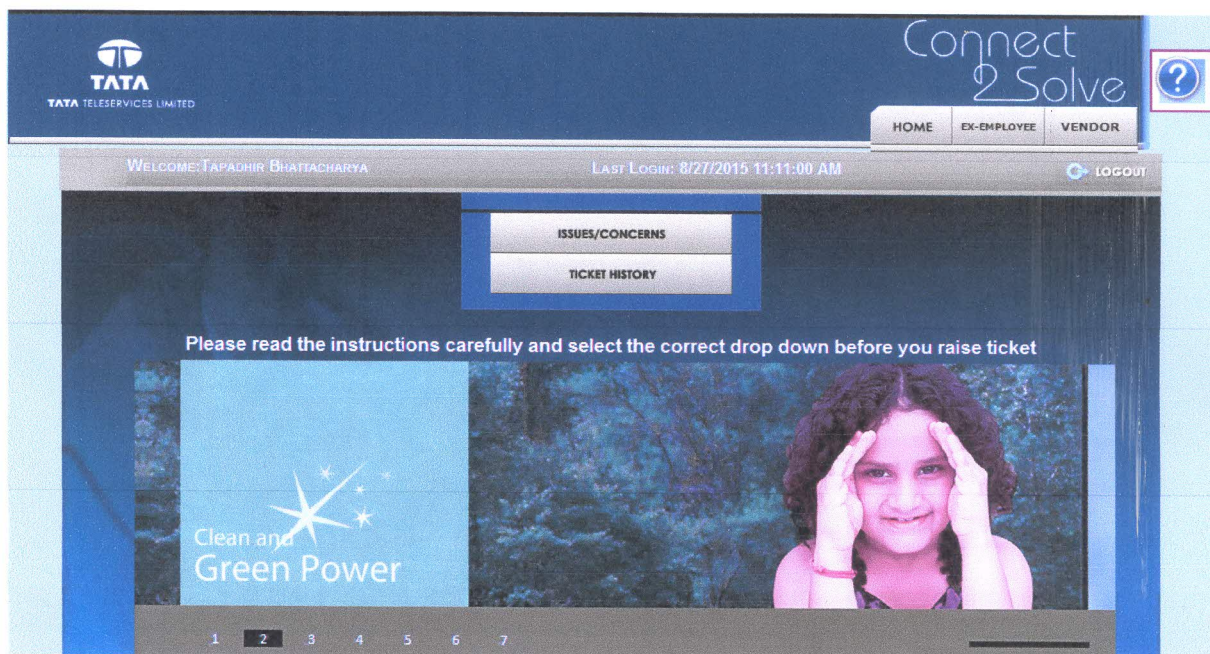 TATA
TATA TELESERVICES LIMITED
Connect
2 Solve
?
HOME EX-EMPLOYEE VENDOR
WELCOME:TAPADHIR BHATTACHARYA LAST LOGIN: 8/27/2015 11:11:00 AM LOGOUT
ISSUES/CONCERNS
TICKET HISTORY
Please read the instructions carefully and select the correct drop down before you raise ticket
Clean and
Green Power
1 2 3 4 5 6 7